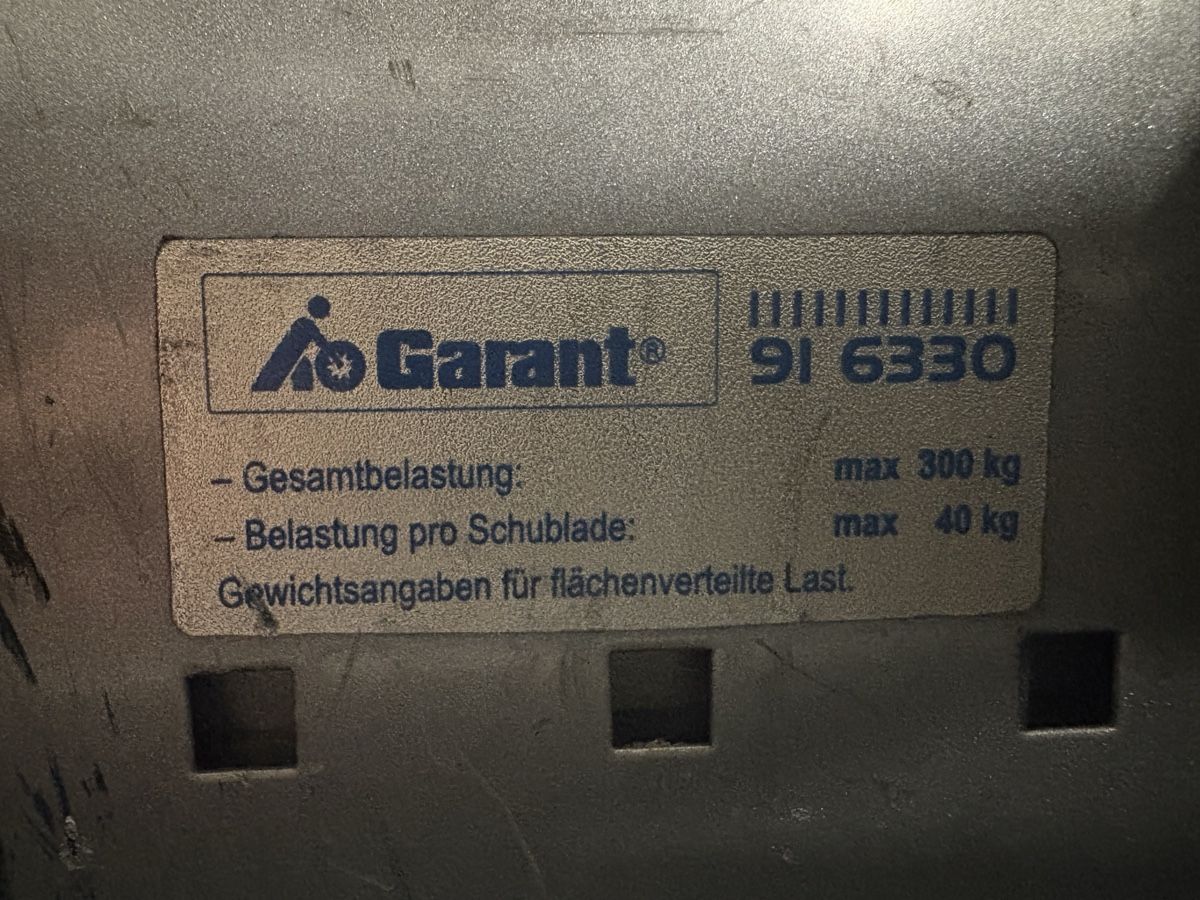 Garant®
91 6330
– Gesamtbelastung: max 300 kg
– Belastung pro Schublade: max 40 kg
Gewichtsangaben für flächenverteilte Last.